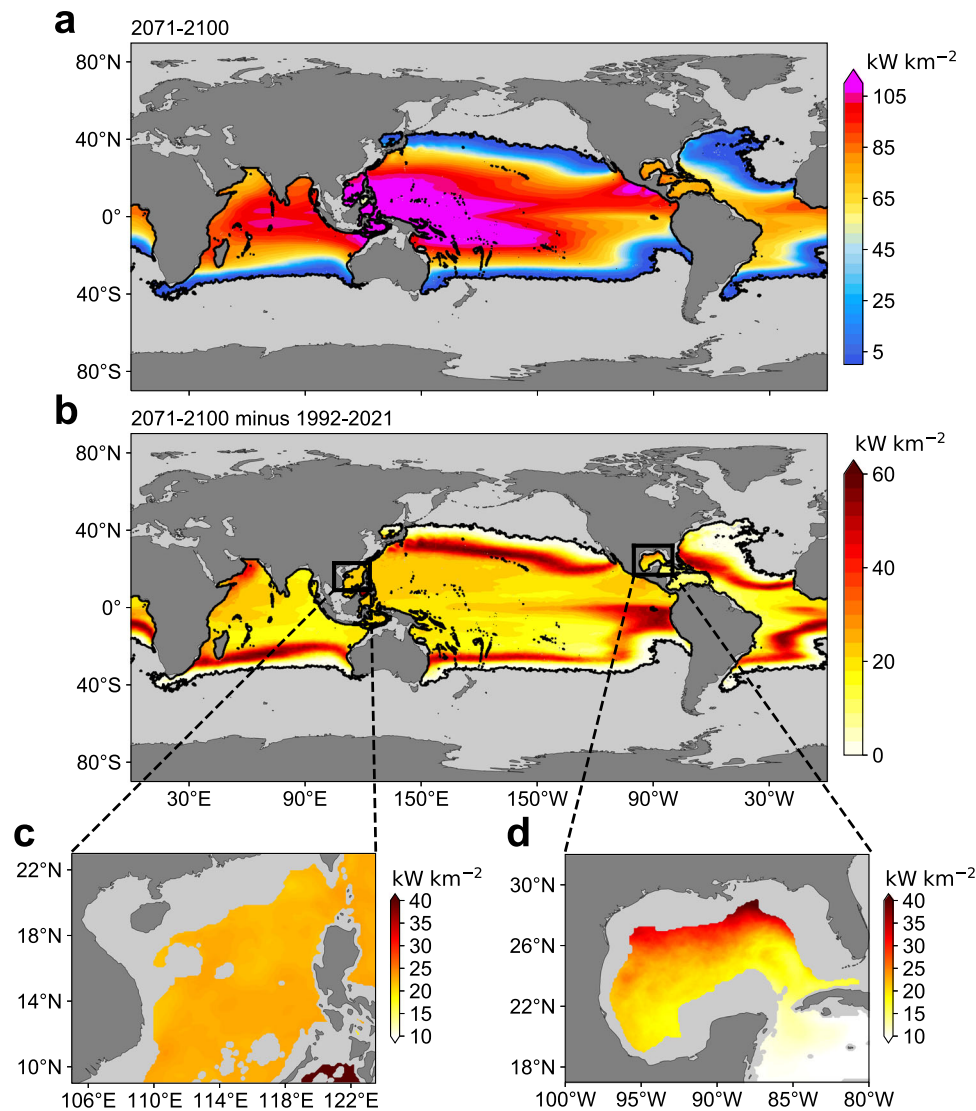 a
2071-2100
kW km⁻²
80°N
40°N
0°
40°S
80°S
105
85
65
45
25
5
b
2071-2100 minus 1992-2021
kW km⁻²
80°N
40°N
0°
40°S
80°S
60
40
20
0
30°E 90°E 150°E 150°W 90°W 30°W
c
kW km⁻²
22°N
18°N
14°N
10°N
40
35
30
25
20
15
10
106°E 110°E 114°E 118°E 122°E
d
kW km⁻²
30°N
26°N
22°N
18°N
40
35
30
25
20
15
10
100°W 95°W 90°W 85°W 80°W